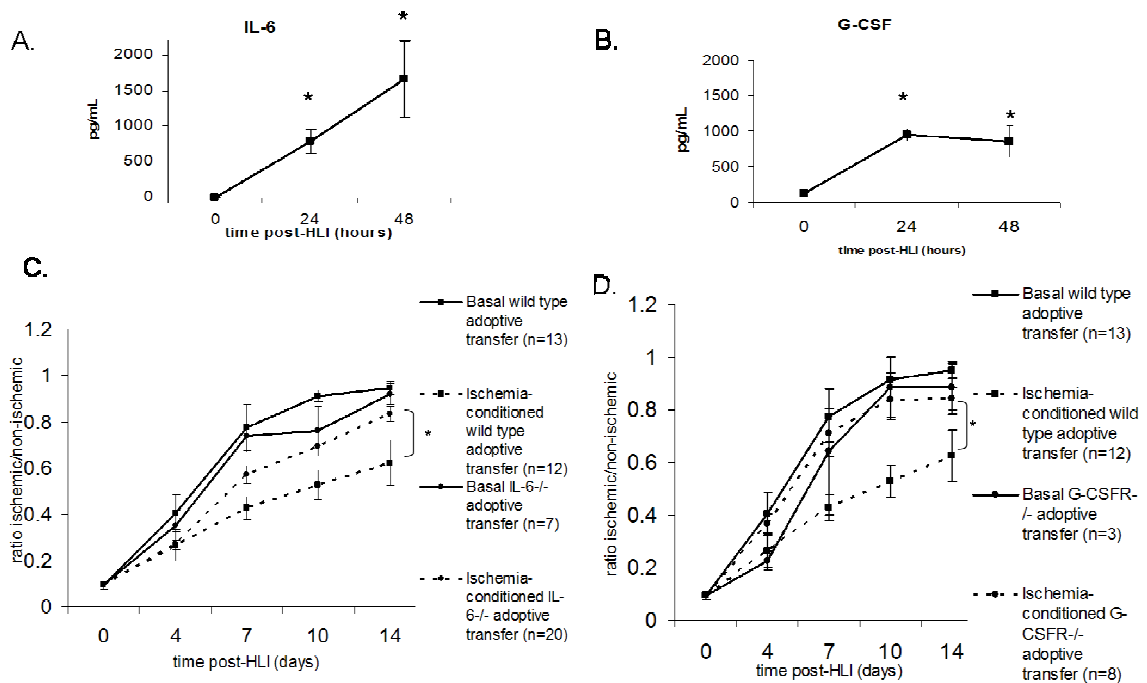 A.
IL-6
pg/mL
2000
1500
1000
500
0
*
*
0 24 48
time post-HLI (hours)
B.
G-CSF
pg/mL
2000
1500
1000
500
0
*
*
0 24 48
time post-HLI (hours)
C.
ratio ischemic/non-ischemic
1.2
1
0.8
0.6
0.4
0.2
0
0 4 7 10 14
time post-HLI (days)
*
Basal wild type
adoptive
transfer (n=13)
Ischemia-
conditioned
wild type
adoptive
transfer (n=12)
Basal IL-6-/-
adoptive
transfer (n=7)
Ischemia-
conditioned IL-
6-/- adoptive
transfer (n=20)
D.
ratio ischemic/non-ischemic
1.2
1
0.8
0.6
0.4
0.2
0
0 4 7 10 14
time post-HLI (days)
*
Basal wild type
adoptive
transfer (n=13)
Ischemia-
conditioned wild
type adoptive
transfer (n=12)
Basal G-CSFR-
/- adoptive
transfer (n=3)
Ischemia-
conditioned G-
CSFR-/-
adoptive
transfer (n=8)